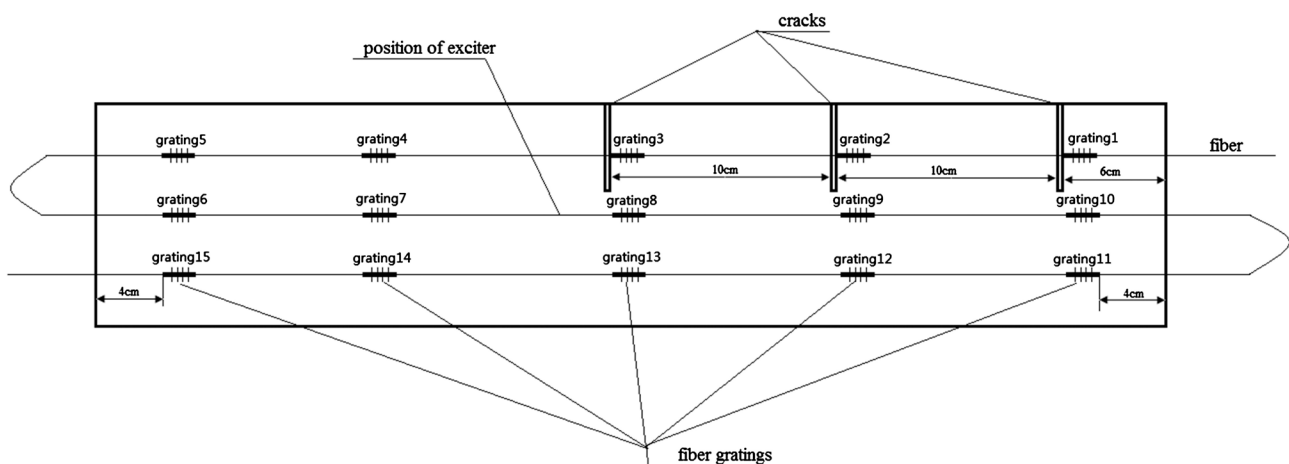 cracks
position of exciter
grating5
grating4
grating3
grating2
grating1
fiber
10cm
10cm
6cm
grating6
grating7
grating8
grating9
grating10
grating15
grating14
grating13
grating12
grating11
4cm
4cm
fiber gratings